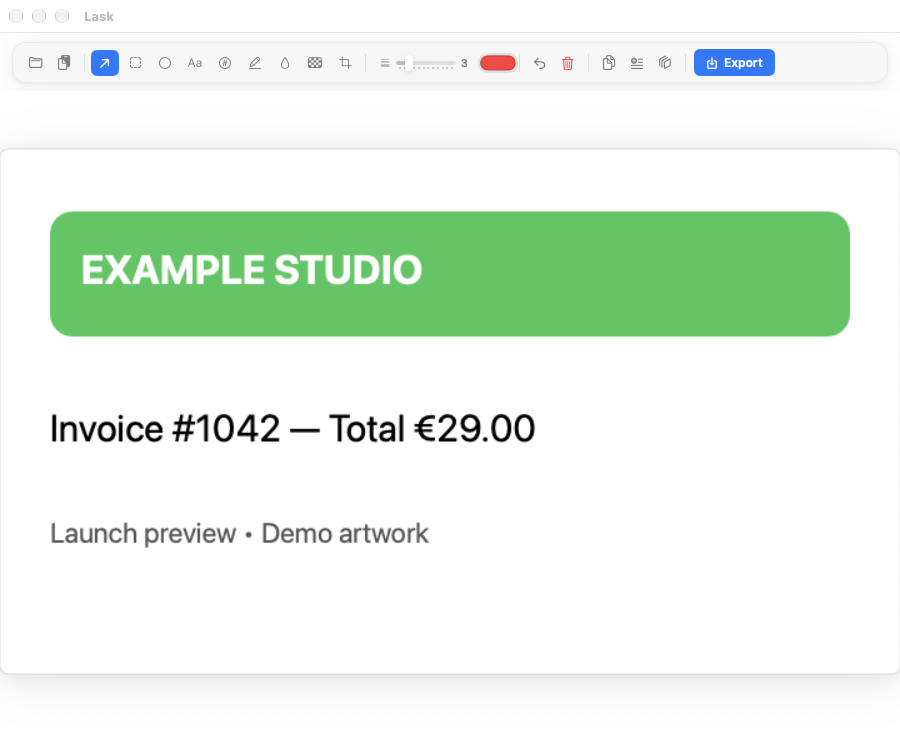 Lask
Aa
3
Export
EXAMPLE STUDIO
Invoice #1042 — Total €29.00
Launch preview • Demo artwork